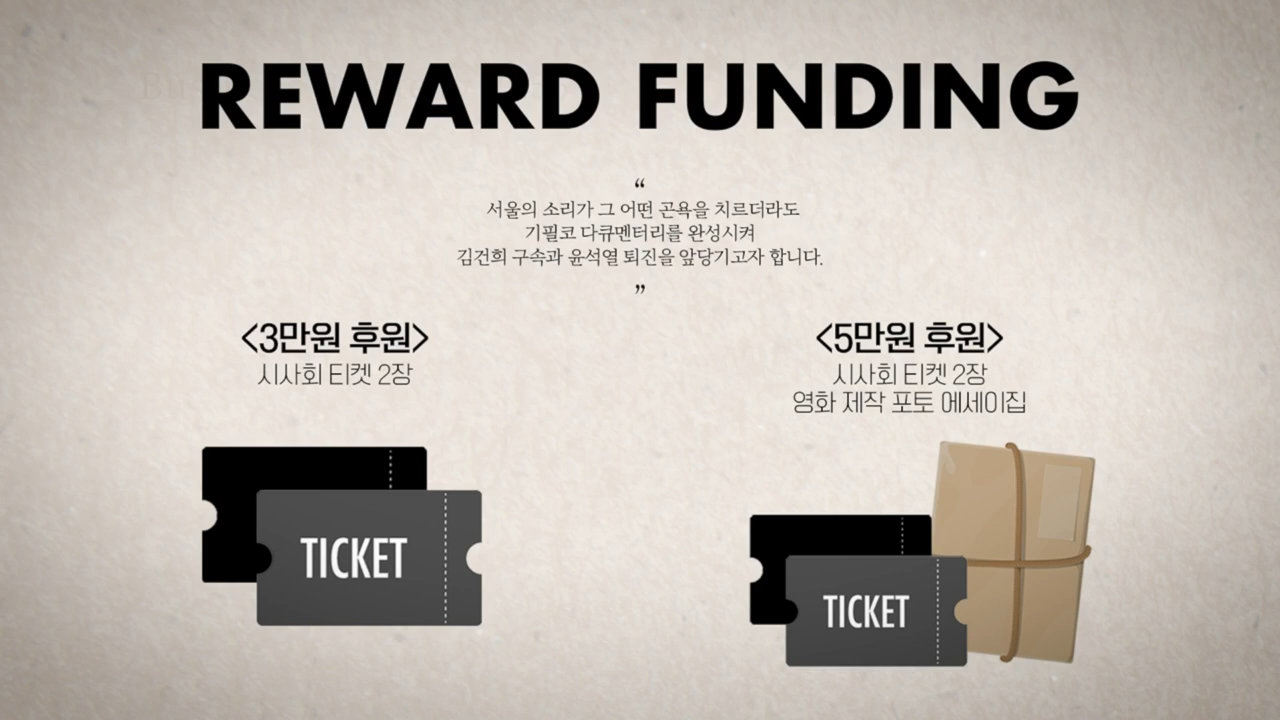 REWARD FUNDING
“
서울의 소리가 그 어떤 곤욕을 치르더라도
기필코 다큐멘터리를 완성시켜
김건희 구속과 윤석열 퇴진을 앞당기고자 합니다.
”
<3만원 후원>
시사회 티켓 2장
<5만원 후원>
시사회 티켓 2장
영화 제작 포토 에세이집
TICKET
TICKET